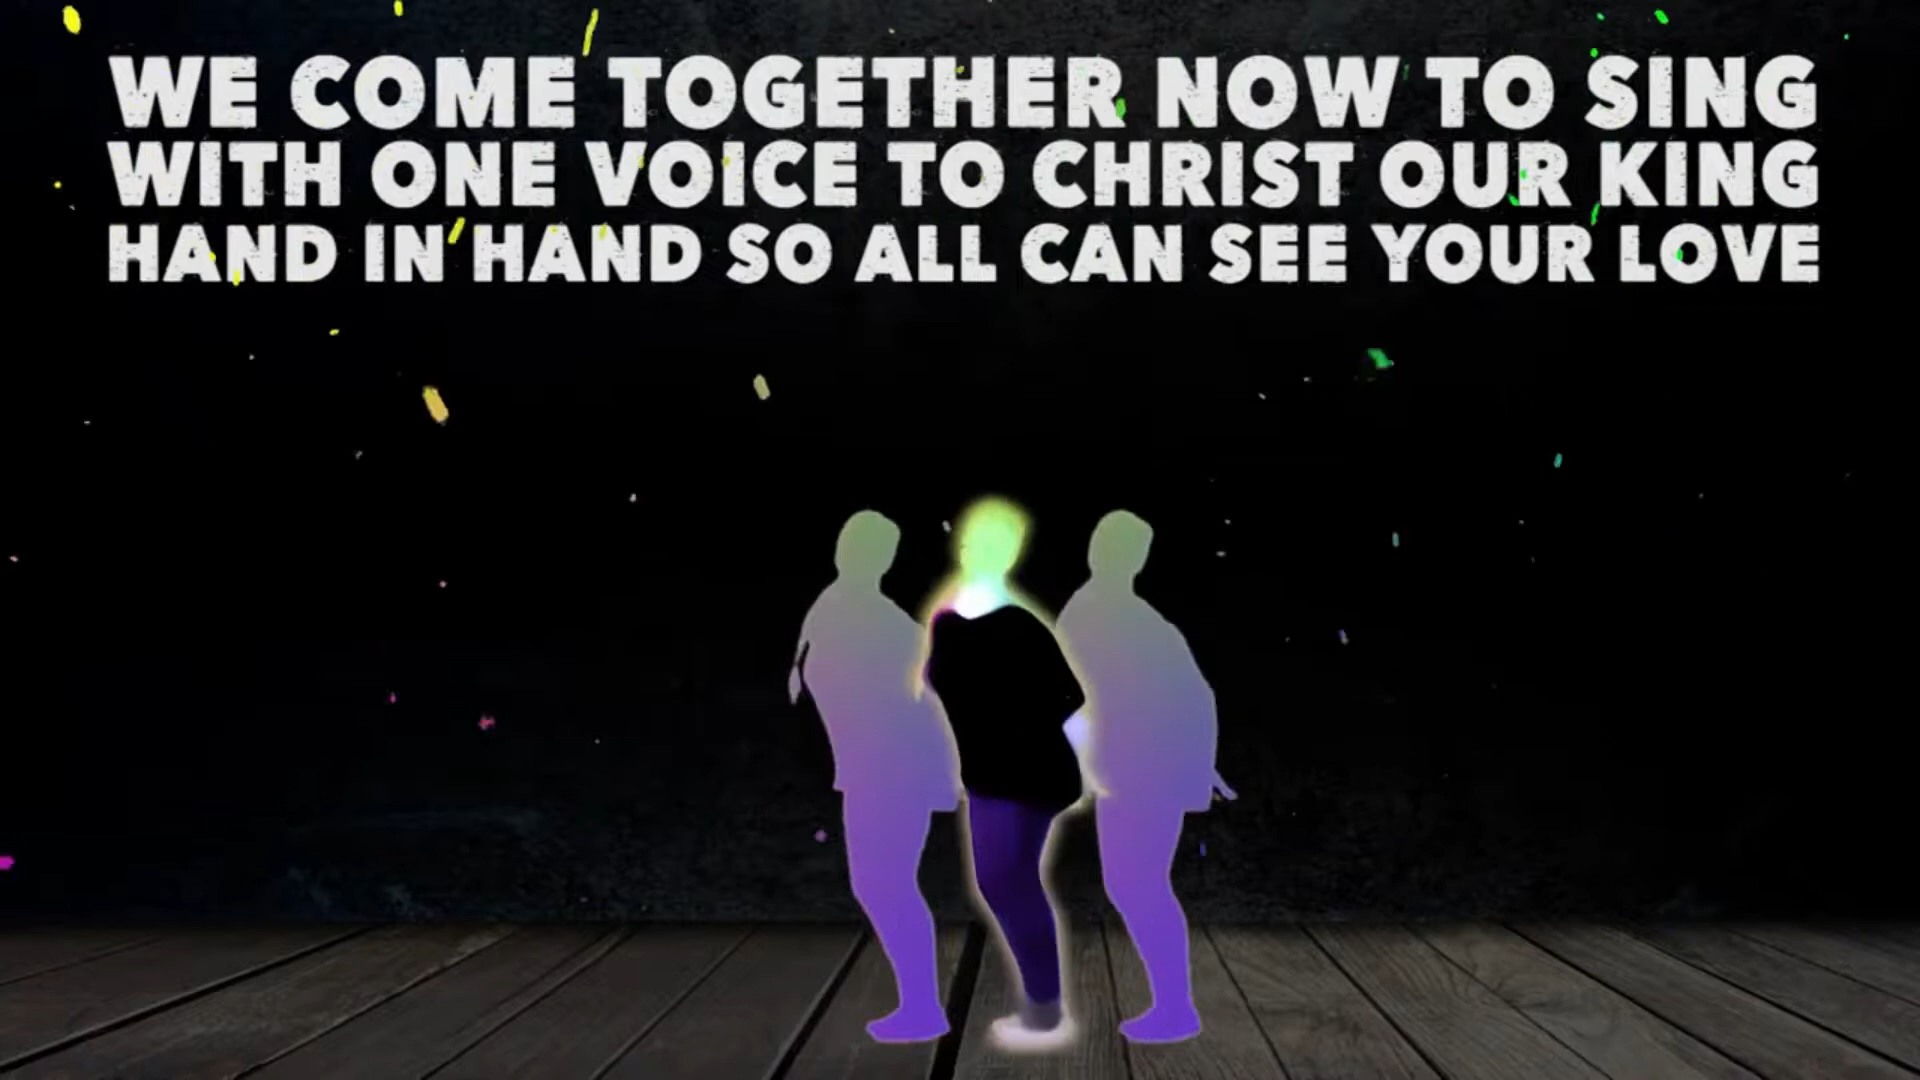 WE COME TOGETHER NOW TO SING
WITH ONE VOICE TO CHRIST OUR KING
HAND IN HAND SO ALL CAN SEE YOUR LOVE